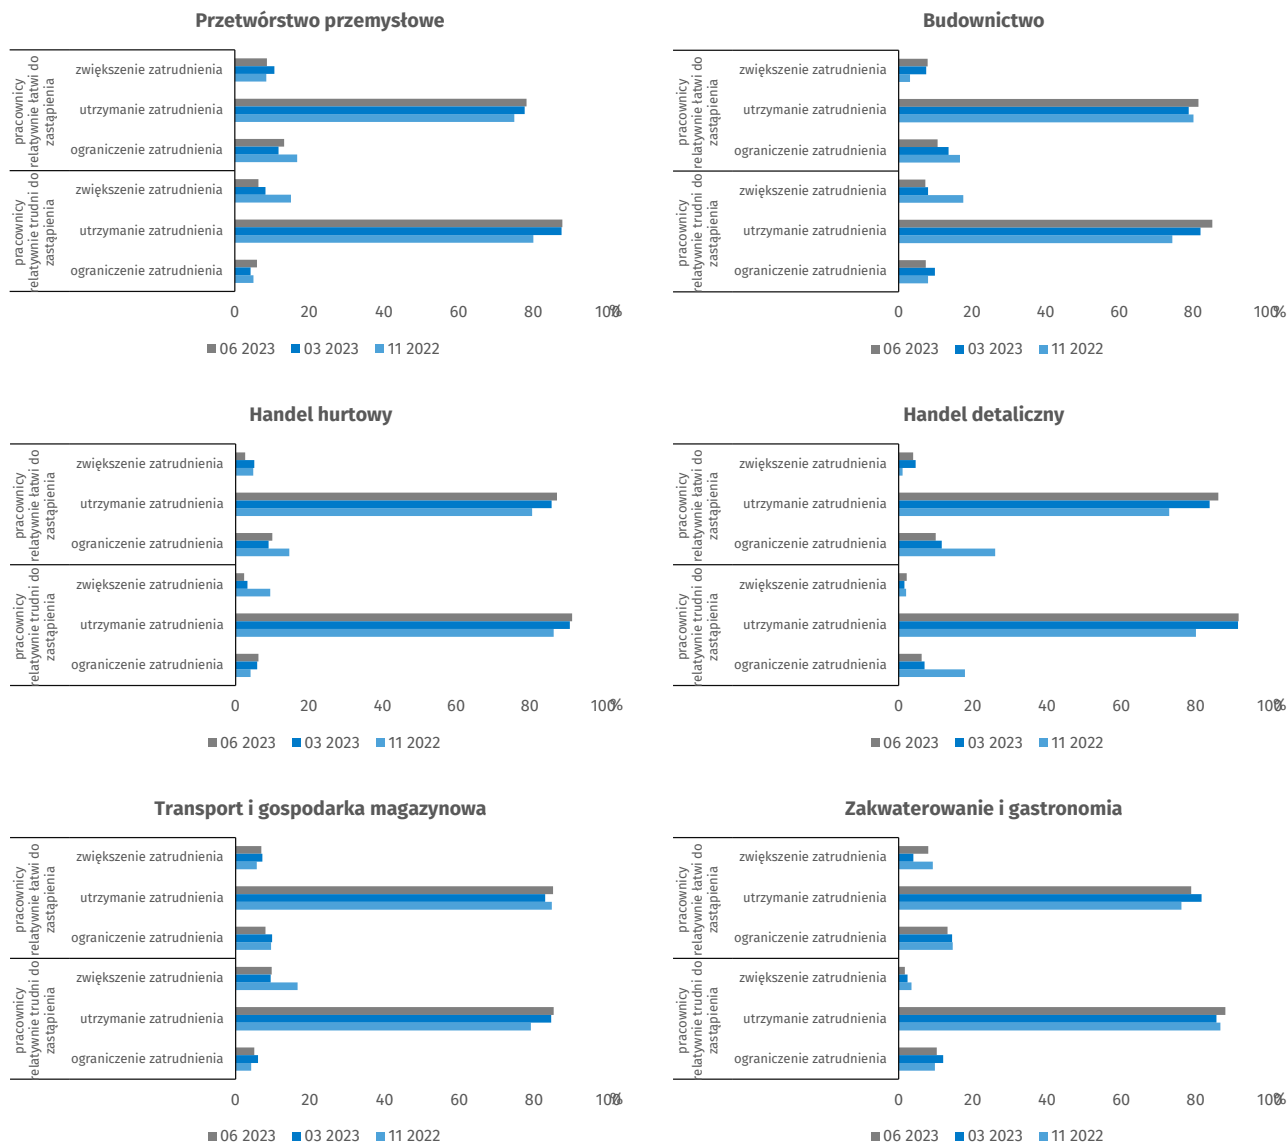 Przetwórstwo przemysłowe
pracownicy
relatywnie łatwi do
zastąpienia
zwiększenie zatrudnienia
utrzymanie zatrudnienia
ograniczenie zatrudnienia
pracownicy
relatywnie trudni do
zastąpienia
zwiększenie zatrudnienia
utrzymanie zatrudnienia
ograniczenie zatrudnienia
0 20 40 60 80 100 %
06 2023 03 2023 11 2022
Budownictwo
pracownicy
relatywnie łatwi do
zastąpienia
zwiększenie zatrudnienia
utrzymanie zatrudnienia
ograniczenie zatrudnienia
pracownicy
relatywnie trudni do
zastąpienia
zwiększenie zatrudnienia
utrzymanie zatrudnienia
ograniczenie zatrudnienia
0 20 40 60 80 100 %
06 2023 03 2023 11 2022
Handel hurtowy
pracownicy
relatywnie łatwi do
zastąpienia
zwiększenie zatrudnienia
utrzymanie zatrudnienia
ograniczenie zatrudnienia
pracownicy
relatywnie trudni do
zastąpienia
zwiększenie zatrudnienia
utrzymanie zatrudnienia
ograniczenie zatrudnienia
0 20 40 60 80 100 %
06 2023 03 2023 11 2022
Handel detaliczny
pracownicy
relatywnie łatwi do
zastąpienia
zwiększenie zatrudnienia
utrzymanie zatrudnienia
ograniczenie zatrudnienia
pracownicy
relatywnie trudni do
zastąpienia
zwiększenie zatrudnienia
utrzymanie zatrudnienia
ograniczenie zatrudnienia
0 20 40 60 80 100 %
06 2023 03 2023 11 2022
Transport i gospodarka magazynowa
pracownicy
relatywnie łatwi do
zastąpienia
zwiększenie zatrudnienia
utrzymanie zatrudnienia
ograniczenie zatrudnienia
pracownicy
relatywnie trudni do
zastąpienia
zwiększenie zatrudnienia
utrzymanie zatrudnienia
ograniczenie zatrudnienia
0 20 40 60 80 100 %
06 2023 03 2023 11 2022
Zakwaterowanie i gastronomia
pracownicy
relatywnie łatwi do
zastąpienia
zwiększenie zatrudnienia
utrzymanie zatrudnienia
ograniczenie zatrudnienia
pracownicy
relatywnie trudni do
zastąpienia
zwiększenie zatrudnienia
utrzymanie zatrudnienia
ograniczenie zatrudnienia
0 20 40 60 80 100 %
06 2023 03 2023 11 2022